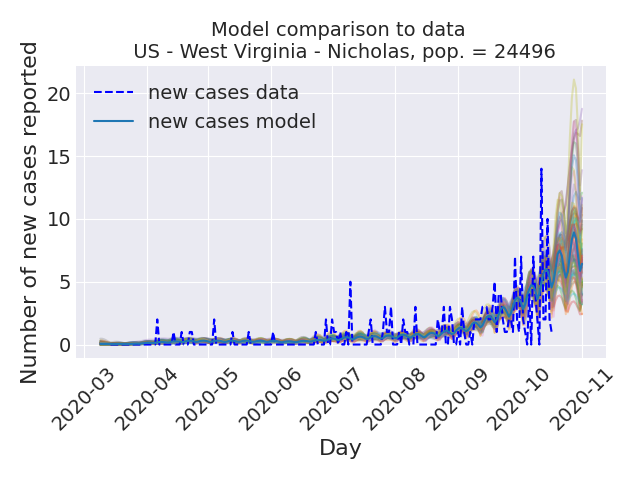 Model comparison to data
US - West Virginia - Nicholas, pop. = 24496
Number of new cases reported
20
15
10
5
0
new cases data
new cases model
2020-03
2020-04
2020-05
2020-06
2020-07
2020-08
2020-09
2020-10
2020-11
Day